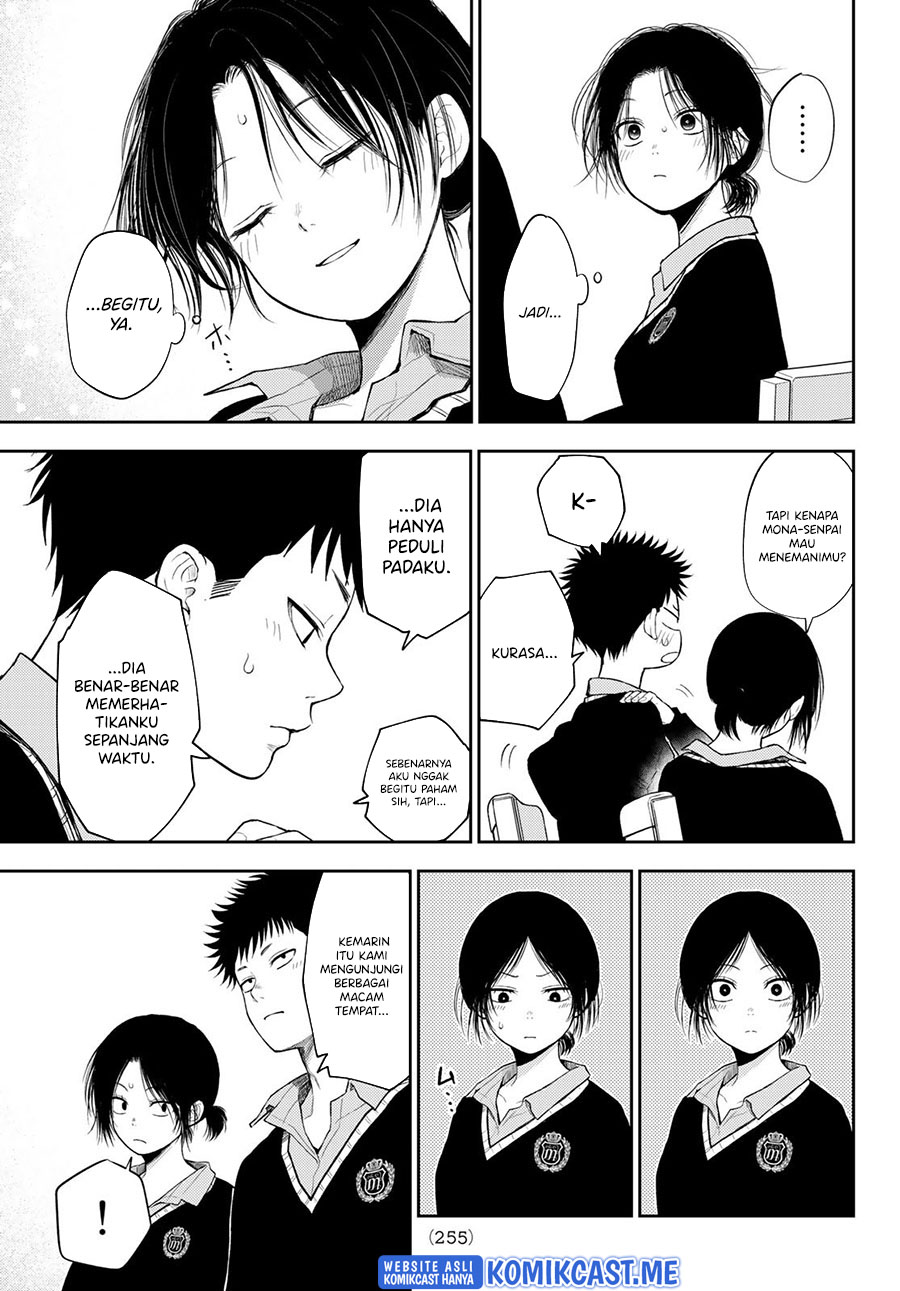 ......
JADI...
...BEGITU,
YA.
ホ...
TAPI KENAPA
MONA-SENPAI
MAU
MENEMANIMU?
K-
KURASA...
...DIA
HANYA
PEDULI
PADAKU.
SEBENARNYA
AKU NGGAK
BEGITU PAHAM
SIH, TAPI...
...DIA
BENAR-BENAR
MEMERHA-
TIKANKU
SEPANJANG
WAKTU.
m
ム...
m
KEMARIN
ITU KAMI
MENGUNJUNGI
BERBAGAI
MACAM
TEMPAT...
m
!
m
(255)
WEBSITE ASLI
KOMIKCAST HANYA
KOMIKCAST.ME